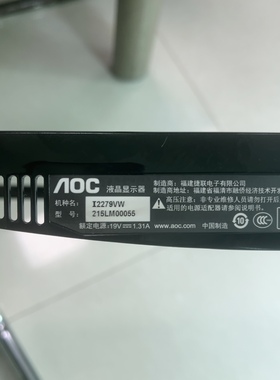 AOC 液晶显示器
机种名: I2279VW
型 号: 215LM00055
额定电源: 19V⎓1.31A
制造商: 福建捷联电子有限公司
制造商地址: 福建省福清市融侨经济技术开发
高压注意: 非专业维修人员请勿打开后
适用的电源适配器请参阅说明书。
www.aoc.com
中国制造
10